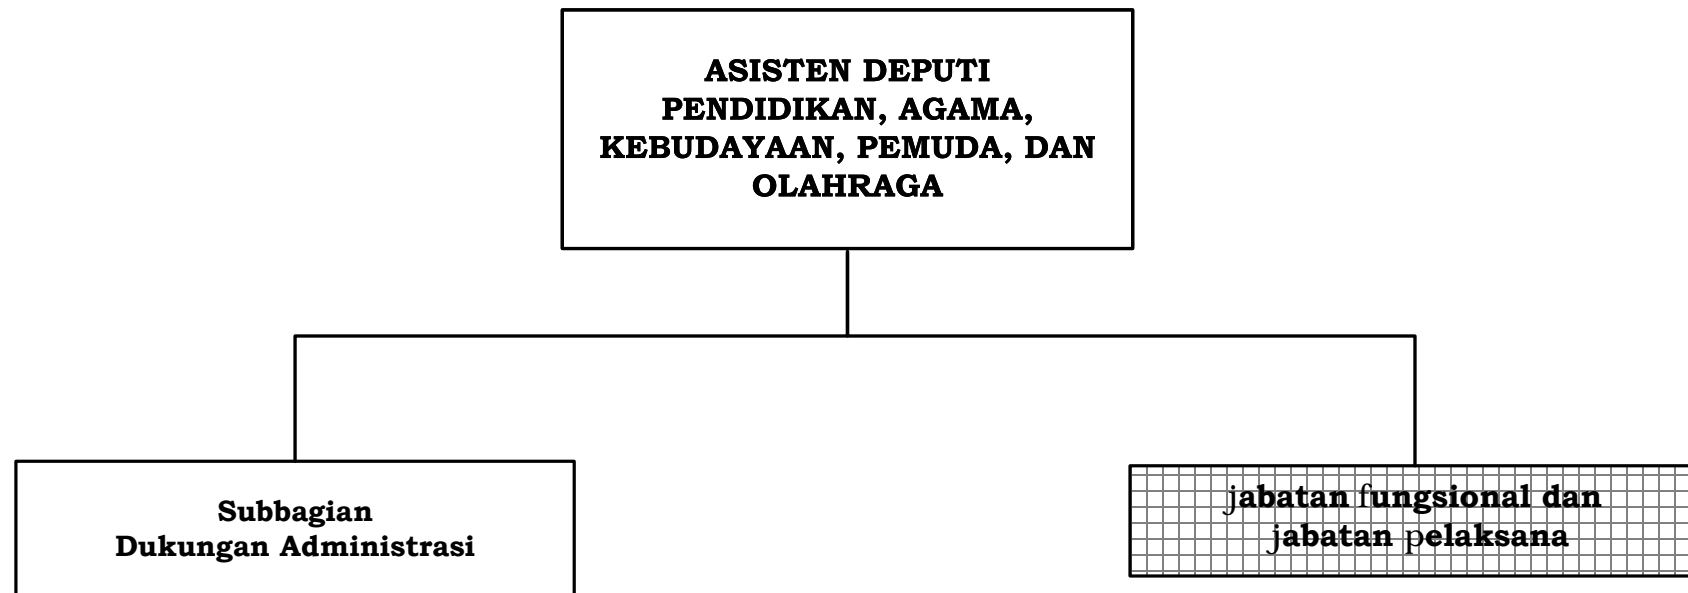 ASISTEN DEPUTI
PENDIDIKAN, AGAMA,
KEBUDAYAAN, PEMUDA, DAN
OLAHRAGA
Subbagian
Dukungan Administrasi
jabatan fungsional dan
jabatan pelaksana